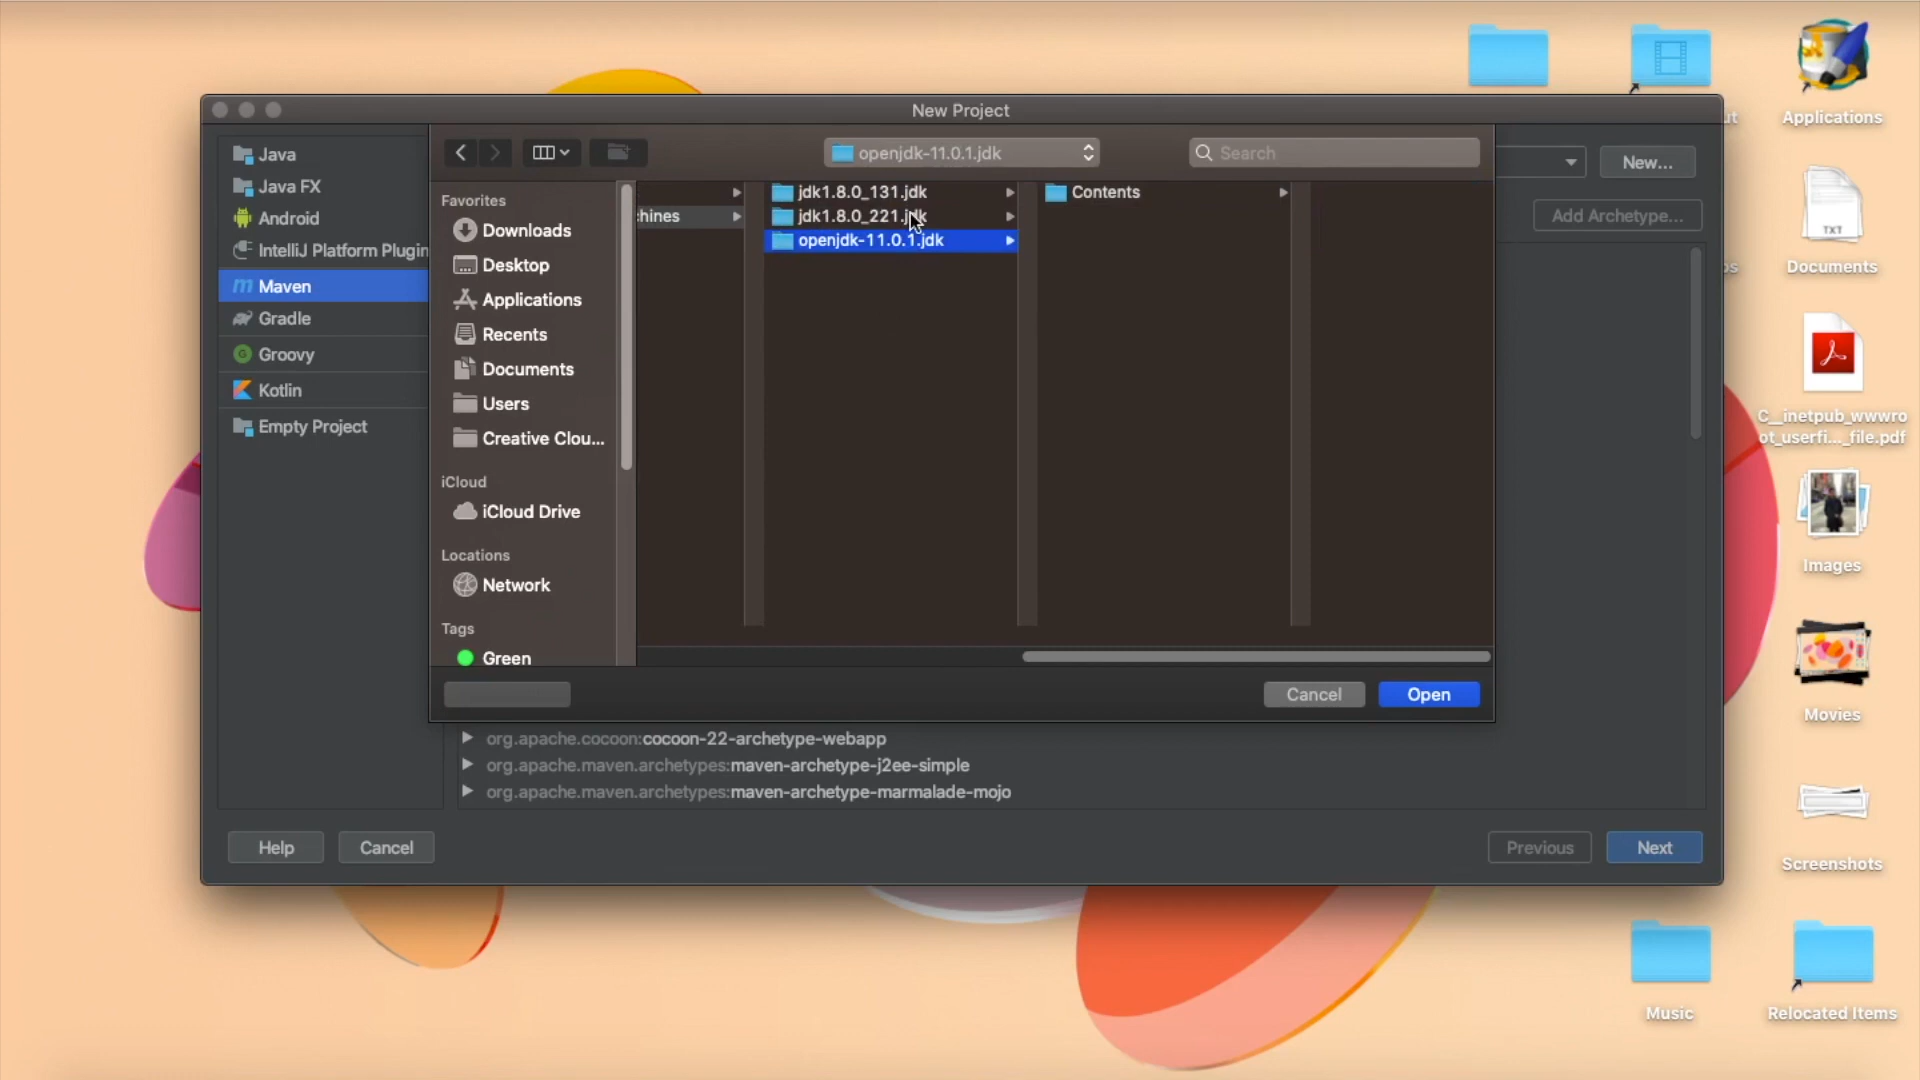 New Project
Java
Java FX
Android
IntelliJ Platform Plugin
Maven
Gradle
Groovy
Kotlin
Empty Project
openjdk-11.0.1.jdk
Search
New...
Add Archetype...
Favorites
Downloads
Desktop
Applications
Recents
Documents
Users
Creative Clou...
iCloud
iCloud Drive
Locations
Network
Tags
Green
hines
jdk1.8.0_131.jdk
jdk1.8.0_221.jdk
openjdk-11.0.1.jdk
Contents
Cancel
Open
org.apache.cocoon:cocoon-22-archetype-webapp
org.apache.maven.archetypes:maven-archetype-j2ee-simple
org.apache.maven.archetypes:maven-archetype-marmalade-mojo
Help
Cancel
Previous
Next
Applications
TXT
Documents
C__inetpub_wwwro
ot_userfi..._file.pdf
Images
Movies
Screenshots
Music
Relocated Items